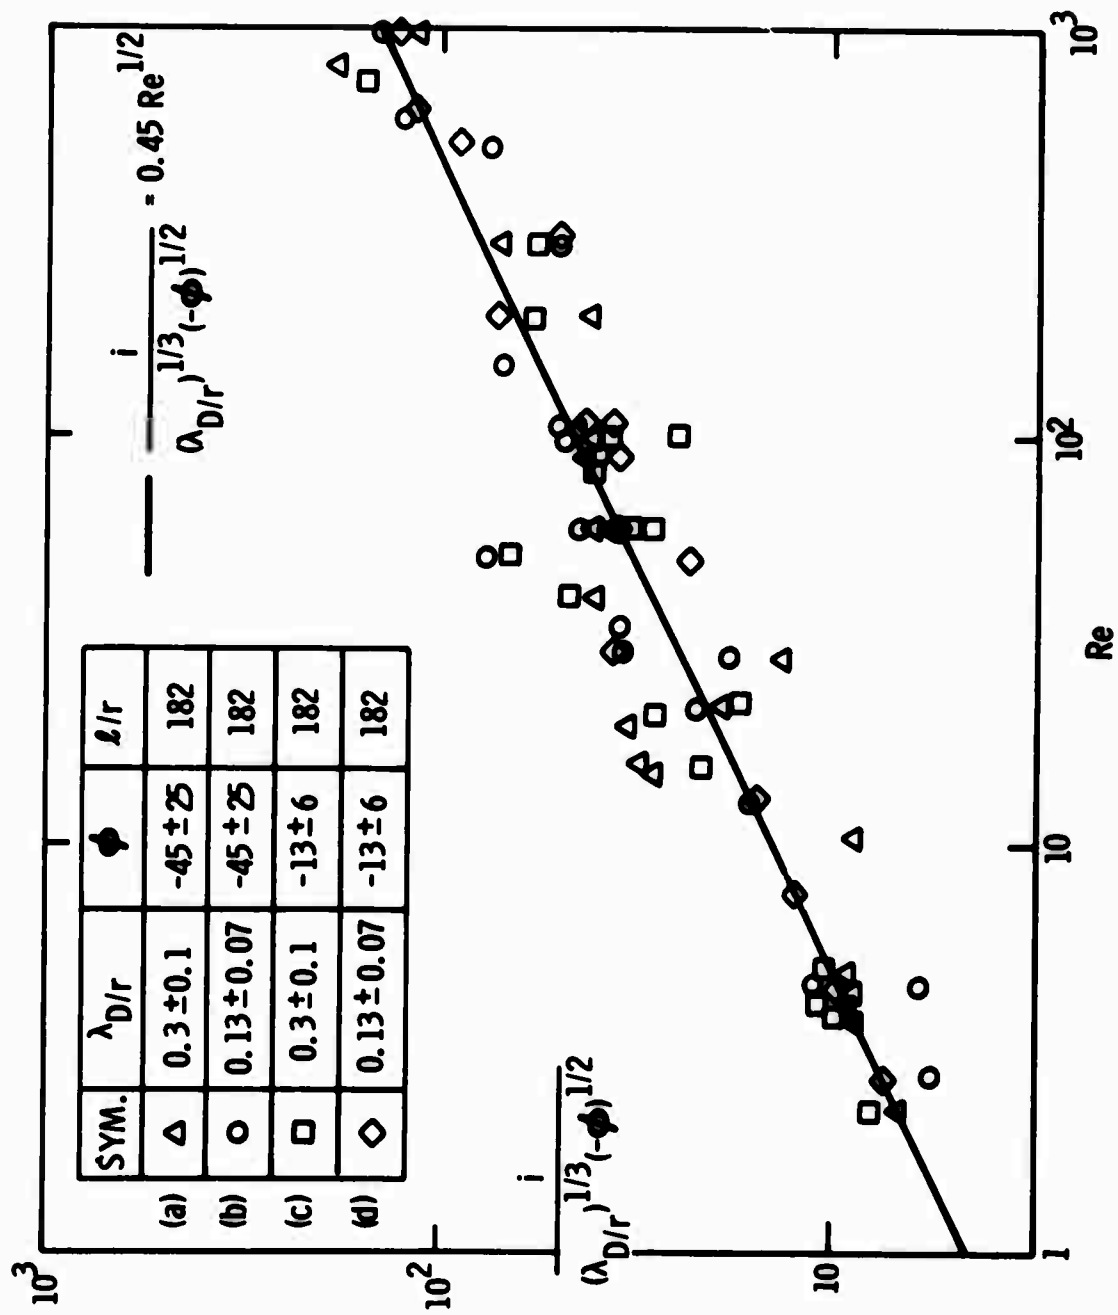 10³
10²
10
1
10
10²
10³
Re
i
(λD/r)^1/3 (-ϕ)^1/2
i
(λD/r)^1/3 (-ϕ)^1/2 = 0.45 Re^1/2
SYM. λD/r ϕ ℓ/r
(a) △ 0.3±0.1 -45±25 182
(b) ○ 0.13±0.07 -45±25 182
(c) □ 0.3±0.1 -13±6 182
(d) ◇ 0.13±0.07 -13±6 182